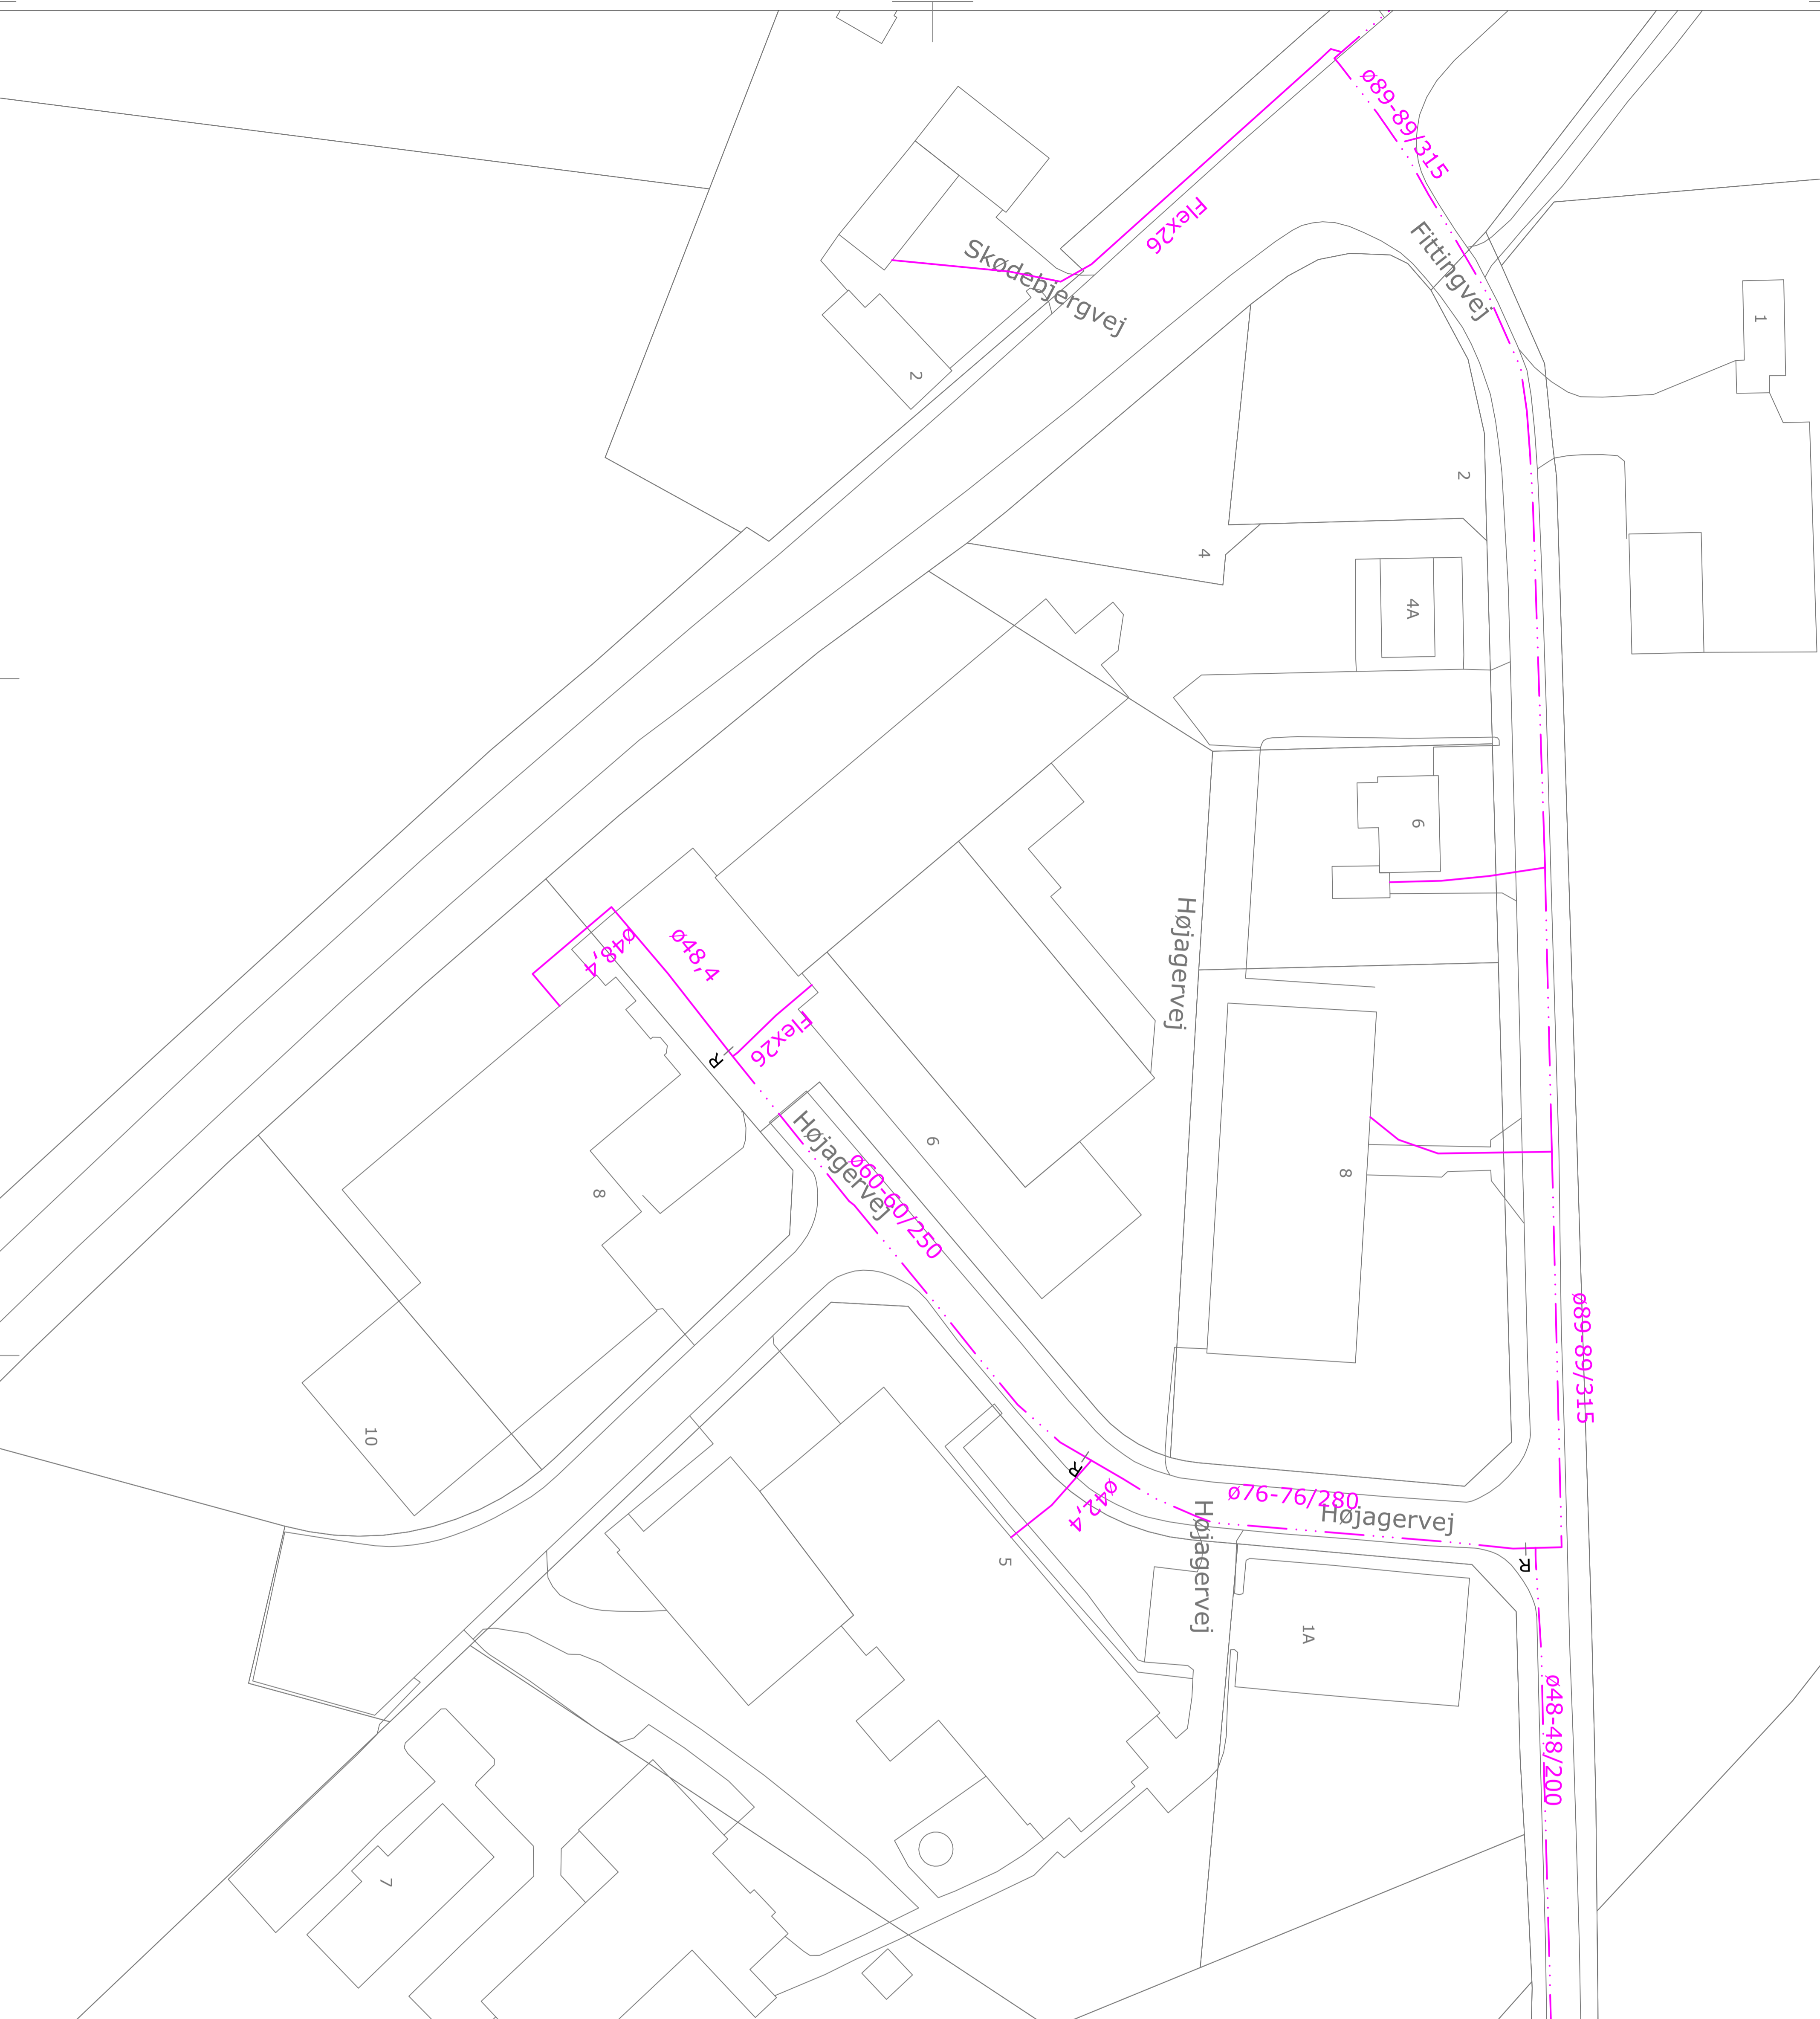 ø89-89/315
Flex26
Fittingvej
Skødebjergvej
1
2
2
4
4A
6
Højagervej
ø48,4
ø48,4
Flex26
R
Højagervej
ø60-60/250
6
8
8
ø89-89/315
10
R
ø42,4
ø76-76/280
Højagervej
Højagervej
R
5
1A
ø48-48/200
7